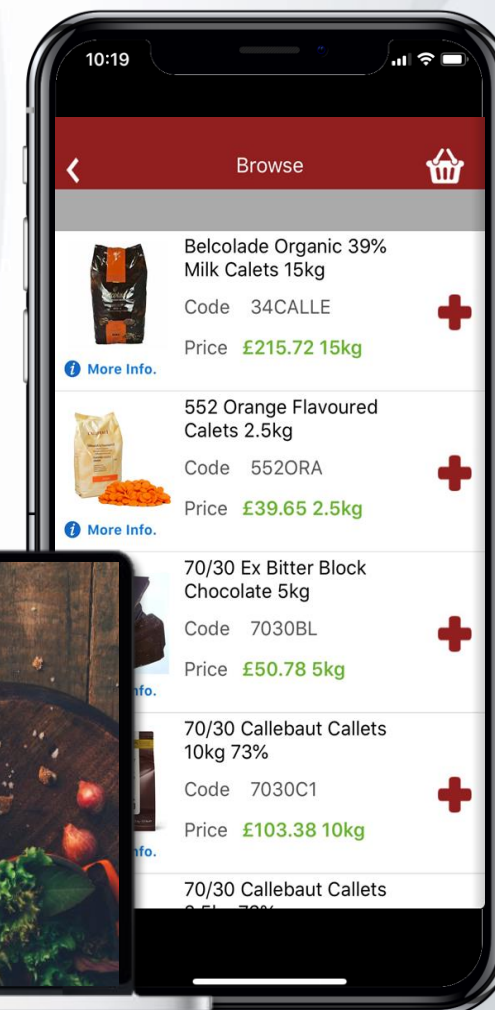 10:19
Browse
Belcolade Organic 39%
Milk Calets 15kg
Code 34CALLE
Price £215.72 15kg
i More Info.
552 Orange Flavoured
Calets 2.5kg
Code 552ORA
Price £39.65 2.5kg
i More Info.
70/30 Ex Bitter Block
Chocolate 5kg
Code 7030BL
Price £50.78 5kg
nfo.
70/30 Callebaut Callets
10kg 73%
Code 7030C1
Price £103.38 10kg
nfo.
70/30 Callebaut Callets